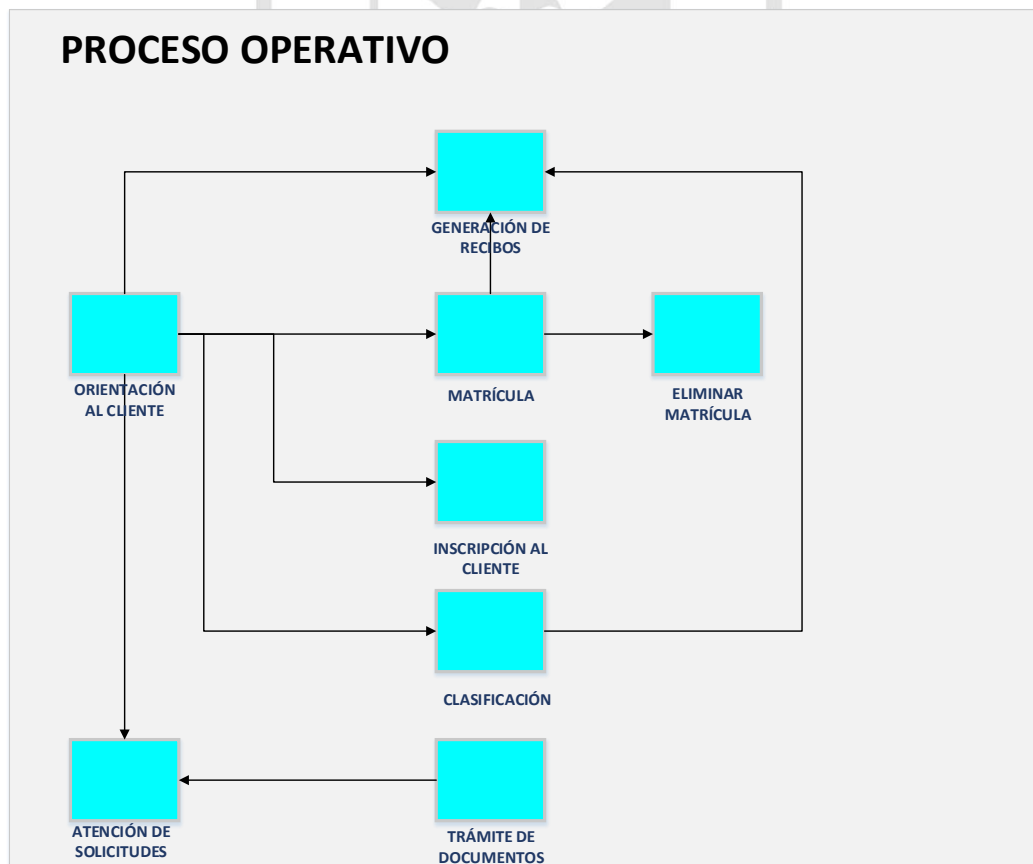 PROCESO OPERATIVO
GENERACIÓN DE
RECIBOS
ORIENTACIÓN
AL CLIENTE
MATRÍCULA
ELIMINAR
MATRÍCULA
INSCRIPCIÓN AL
CLIENTE
CLASIFICACIÓN
ATENCIÓN DE
SOLICITUDES
TRÁMITE DE
DOCUMENTOS